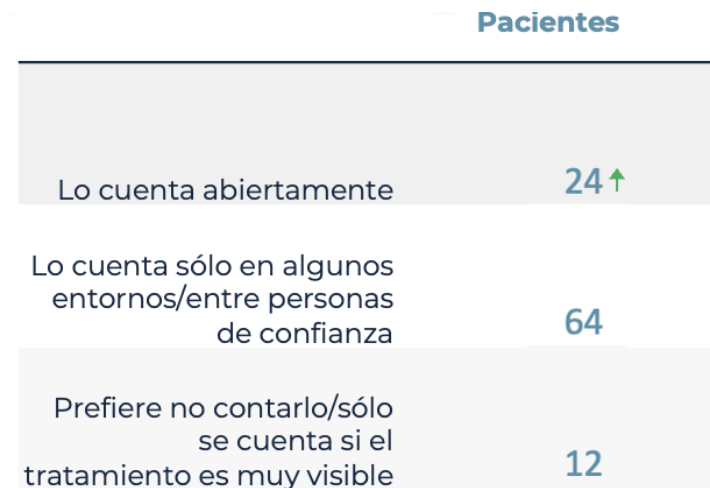 Pacientes
Lo cuenta abiertamente 24↑
Lo cuenta sólo en algunos
entornos/entre personas
de confianza 64
Prefiere no contarlo/sólo
se cuenta si el
tratamiento es muy visible 12